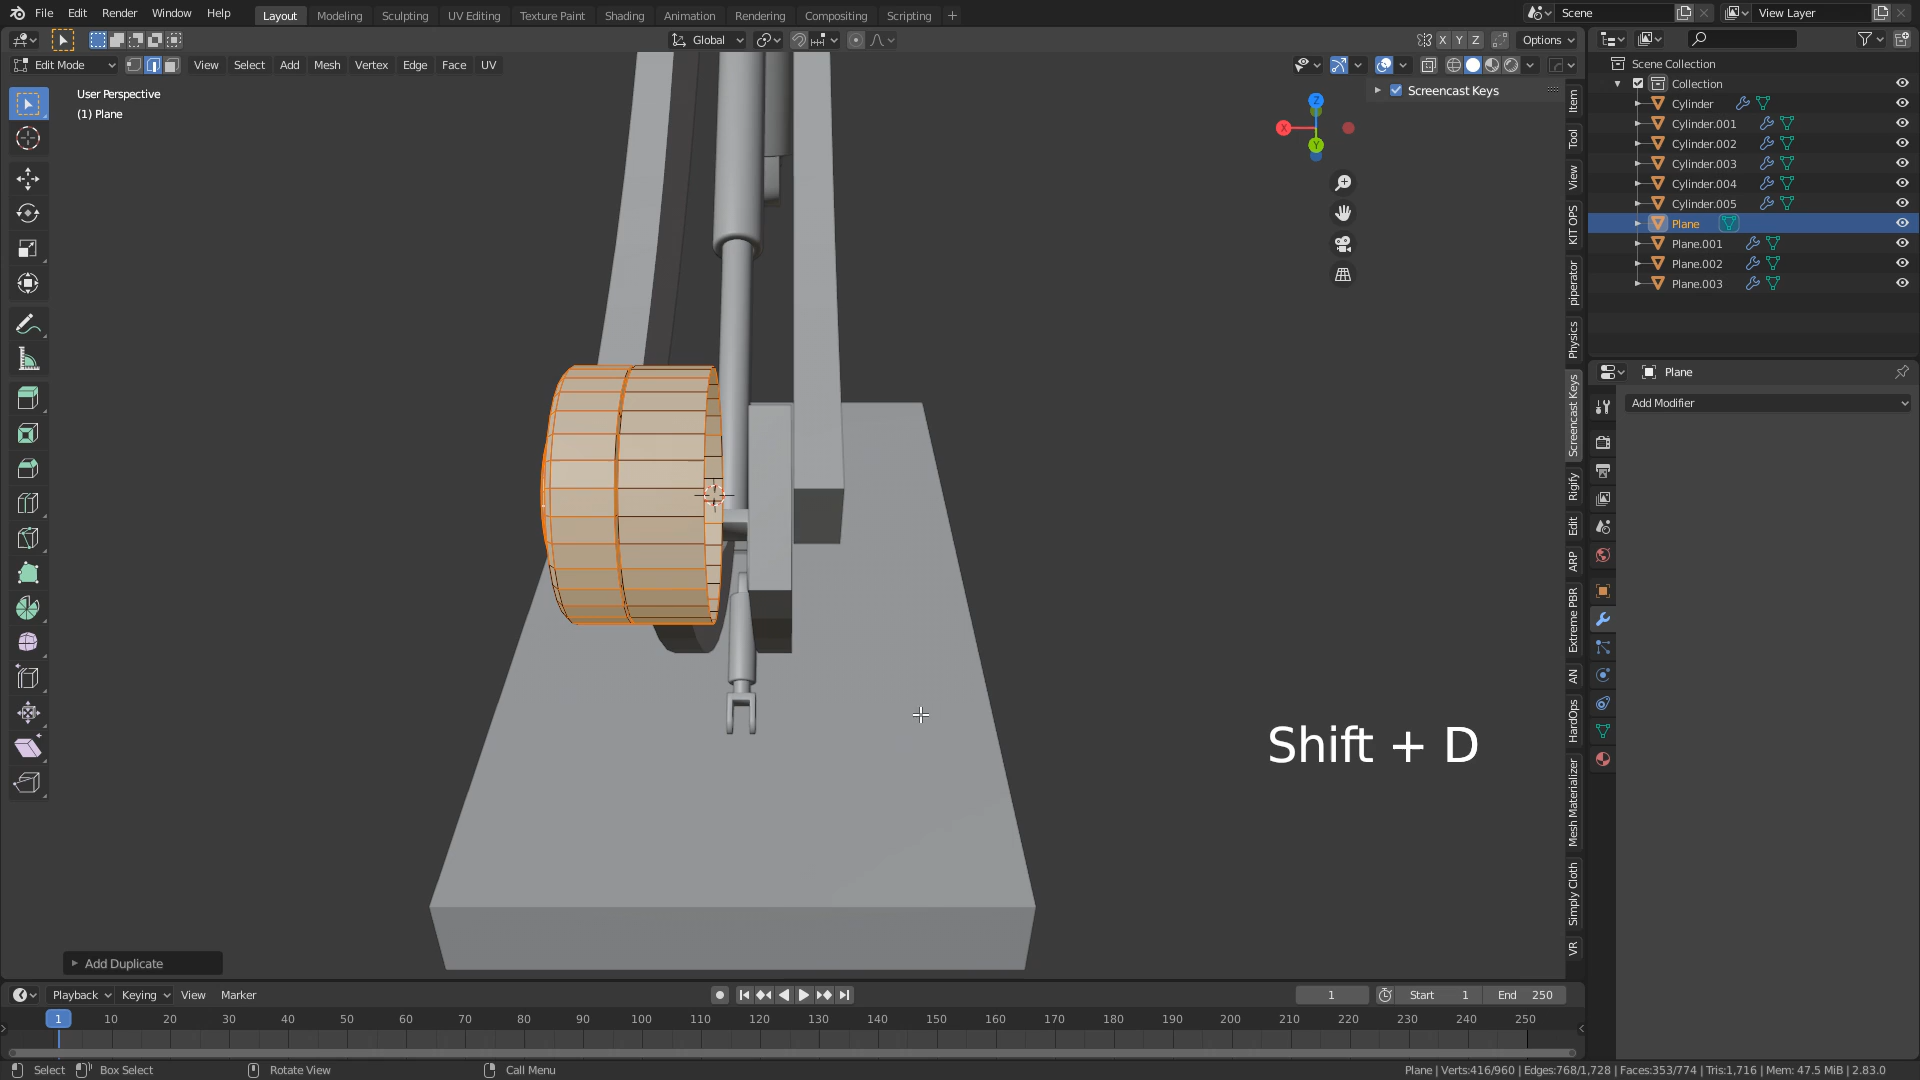 File Edit Render Window Help Layout Modeling Sculpting UV Editing Texture Paint Shading Animation Rendering Compositing Scripting + Scene View Layer
Global X Y Z Options
Edit Mode View Select Add Mesh Vertex Edge Face UV
User Perspective
(1) Plane
Screencast Keys
Z
X
Y
Item
Tool
View
KIT OPS
piperator
Physics
Screencast Keys
Rigify
Edit
ARP
Extreme PBR
AN
HardOps
Mesh Materializer
Simply Cloth
VR
Scene Collection
Collection
Cylinder
Cylinder.001
Cylinder.002
Cylinder.003
Cylinder.004
Cylinder.005
Plane
Plane.001
Plane.002
Plane.003
Plane
Add Modifier
Shift + D
Add Duplicate
Playback Keying View Marker 1 Start 1 End 250
1 10 20 30 40 50 60 70 80 90 100 110 120 130 140 150 160 170 180 190 200 210 220 230 240 250
Select Box Select Rotate View Call Menu Plane | Verts:416/960 | Edges:768/1,728 | Faces:353/774 | Tris:1,716 | Mem: 47.5 MiB | 2.83.0